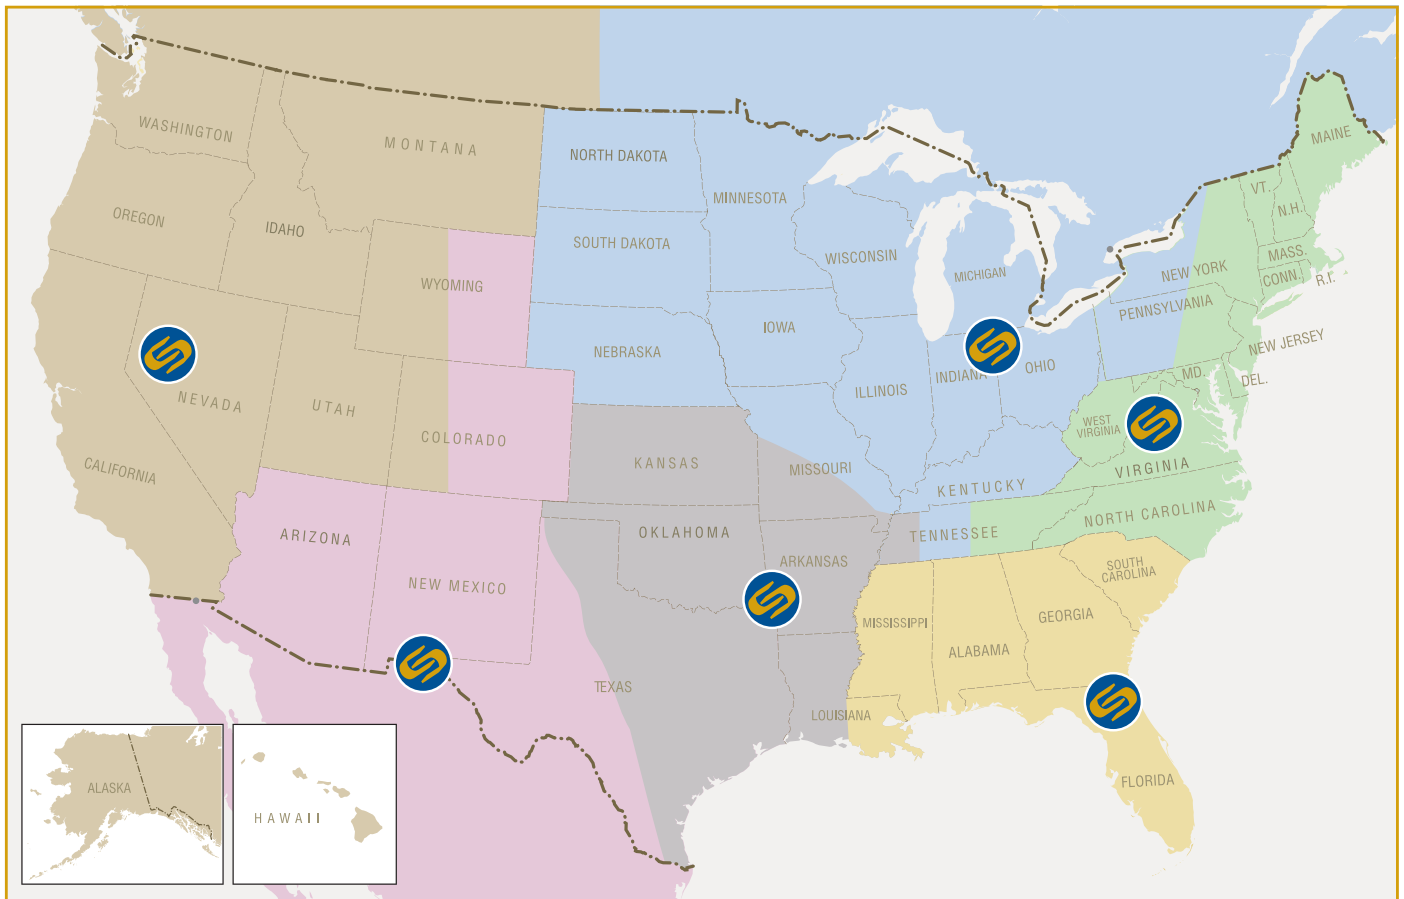 WASHINGTON
MONTANA
MAINE
NORTH DAKOTA
VT.
MINNESOTA
OREGON
N.H.
IDAHO
SOUTH DAKOTA
WISCONSIN
MASS.
NEW YORK
MICHIGAN
CONN.
R.I.
WYOMING
PENNSYLVANIA
IOWA
NEW JERSEY
NEBRASKA
OHIO
MD.
INDIANA
DEL.
ILLINOIS
NEVADA
UTAH
WEST
VIRGINIA
COLORADO
KANSAS
MISSOURI
VIRGINIA
CALIFORNIA
KENTUCKY
NORTH CAROLINA
OKLAHOMA
TENNESSEE
ARIZONA
ARKANSAS
SOUTH
CAROLINA
NEW MEXICO
GEORGIA
MISSISSIPPI
ALABAMA
TEXAS
LOUISIANA
FLORIDA
ALASKA
HAWAII